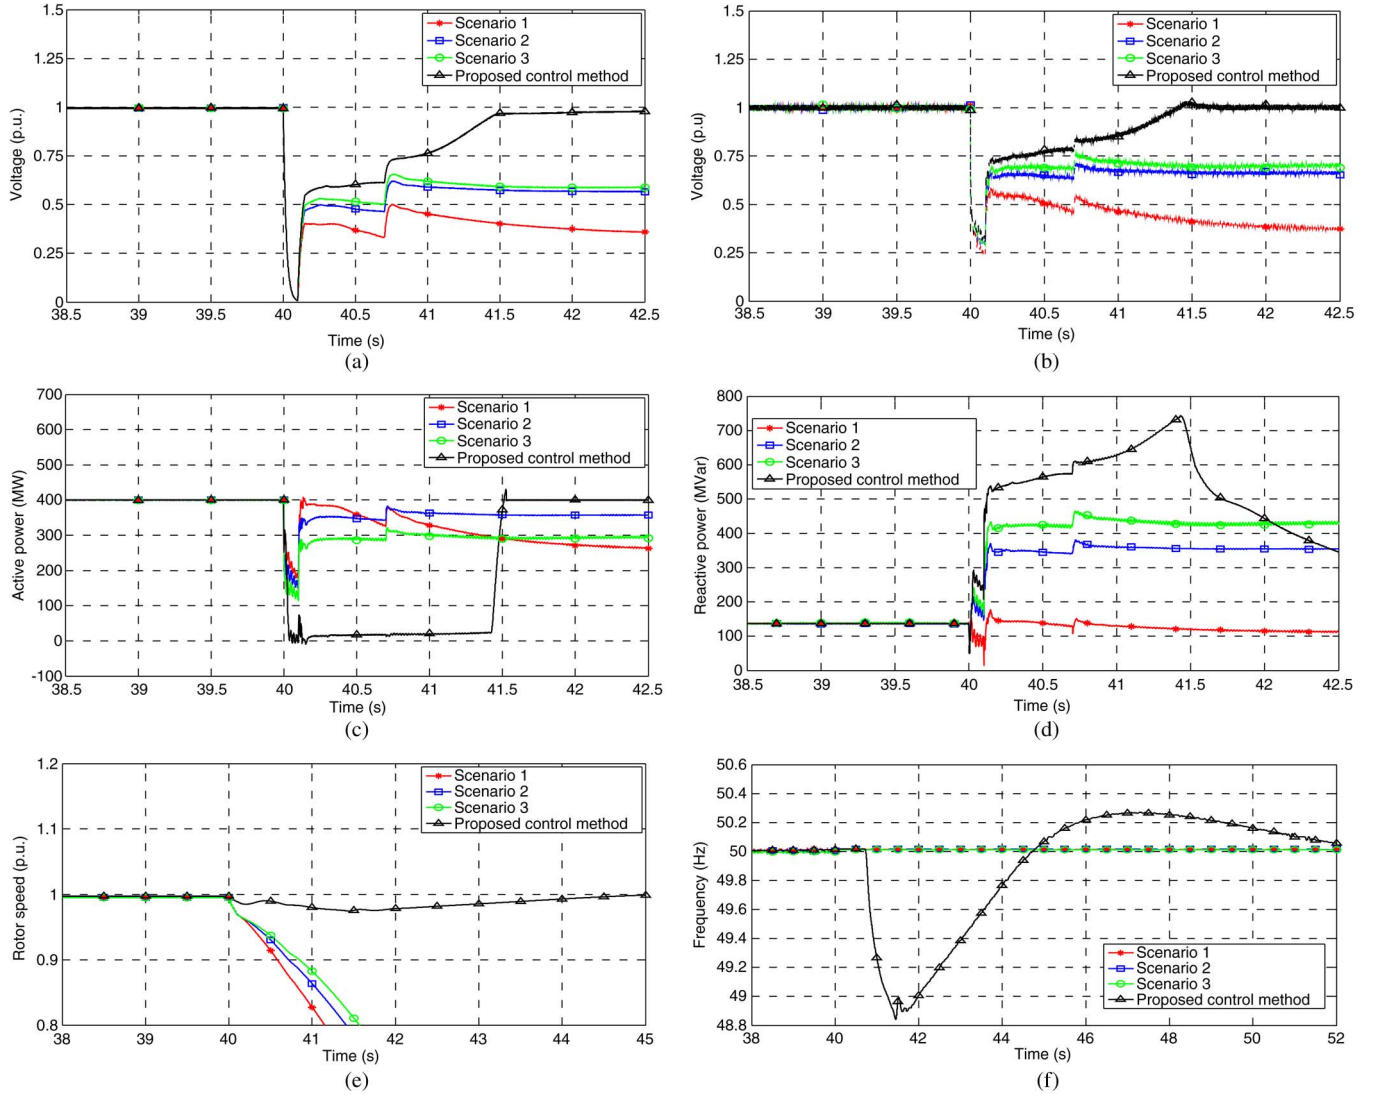 1.5
1.25
1
0.75
0.5
0.25
0
Voltage (p.u.)
38.5 39 39.5 40 40.5 41 41.5 42 42.5
Time (s)
Scenario 1
Scenario 2
Scenario 3
Proposed control method
(a)
1.5
1.25
1
0.75
0.5
0.25
0
Voltage (p.u)
38.5 39 39.5 40 40.5 41 41.5 42 42.5
Time (s)
Scenario 1
Scenario 2
Scenario 3
Proposed control method
(b)
700
600
500
400
300
200
100
0
-100
Active power (MW)
38.5 39 39.5 40 40.5 41 41.5 42 42.5
Time (s)
Scenario 1
Scenario 2
Scenario 3
Proposed control method
(c)
800
700
600
500
400
300
200
100
0
Reactive power (MVar)
38.5 39 39.5 40 40.5 41 41.5 42 42.5
Time (s)
Scenario 1
Scenario 2
Scenario 3
Proposed control method
(d)
1.2
1.1
1
0.9
0.8
Rotor speed (p.u.)
38 39 40 41 42 43 44 45
Time (s)
Scenario 1
Scenario 2
Scenario 3
Proposed control method
(e)
50.6
50.4
50.2
50
49.8
49.6
49.4
49.2
49
48.8
Frequency (Hz)
38 40 42 44 46 48 50 52
Time (s)
Scenario 1
Scenario 2
Scenario 3
Proposed control method
(f)